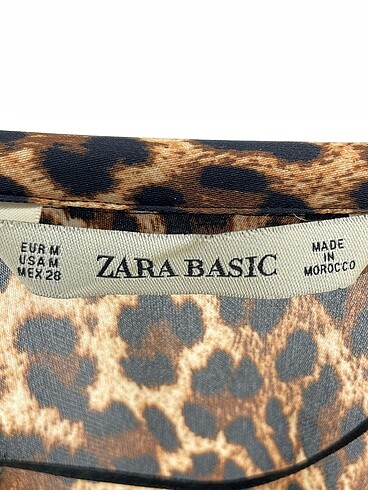 EUR M
USA M
MEX 28
ZARA BASIC
MADE
IN
MOROCCO